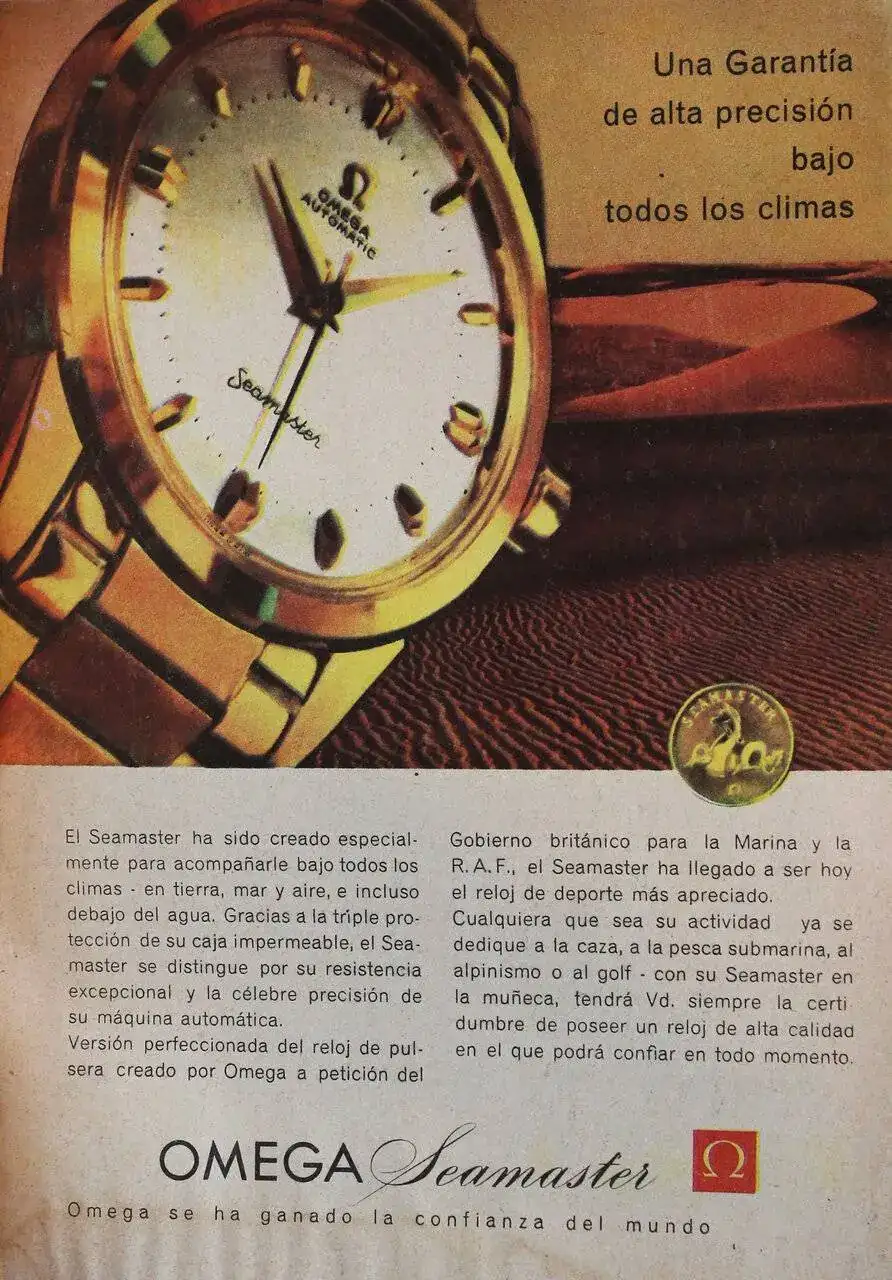 Una Garantía
de alta precisión
bajo
todos los climas
Ω
OMEGA
AUTOMATIC
Seamaster
SEAMASTER
El Seamaster ha sido creado especial-
mente para acompañarle bajo todos los
climas - en tierra, mar y aire, e incluso
debajo del agua. Gracias a la triple pro-
tección de su caja impermeable, el Sea-
master se distingue por su resistencia
excepcional y la célebre precisión de
su máquina automática.
Versión perfeccionada del reloj de pul-
sera creado por Omega a petición del
Gobierno británico para la Marina y la
R.A.F., el Seamaster ha llegado a ser hoy
el reloj de deporte más apreciado.
Cualquiera que sea su actividad ya se
dedique a la caza, a la pesca submarina, al
alpinismo o al golf - con su Seamaster en
la muñeca, tendrá Vd. siempre la certi
dumbre de poseer un reloj de alta calidad
en el que podrá confiar en todo momento.
OMEGA Seamaster Ω
Omega se ha ganado la confianza del mundo